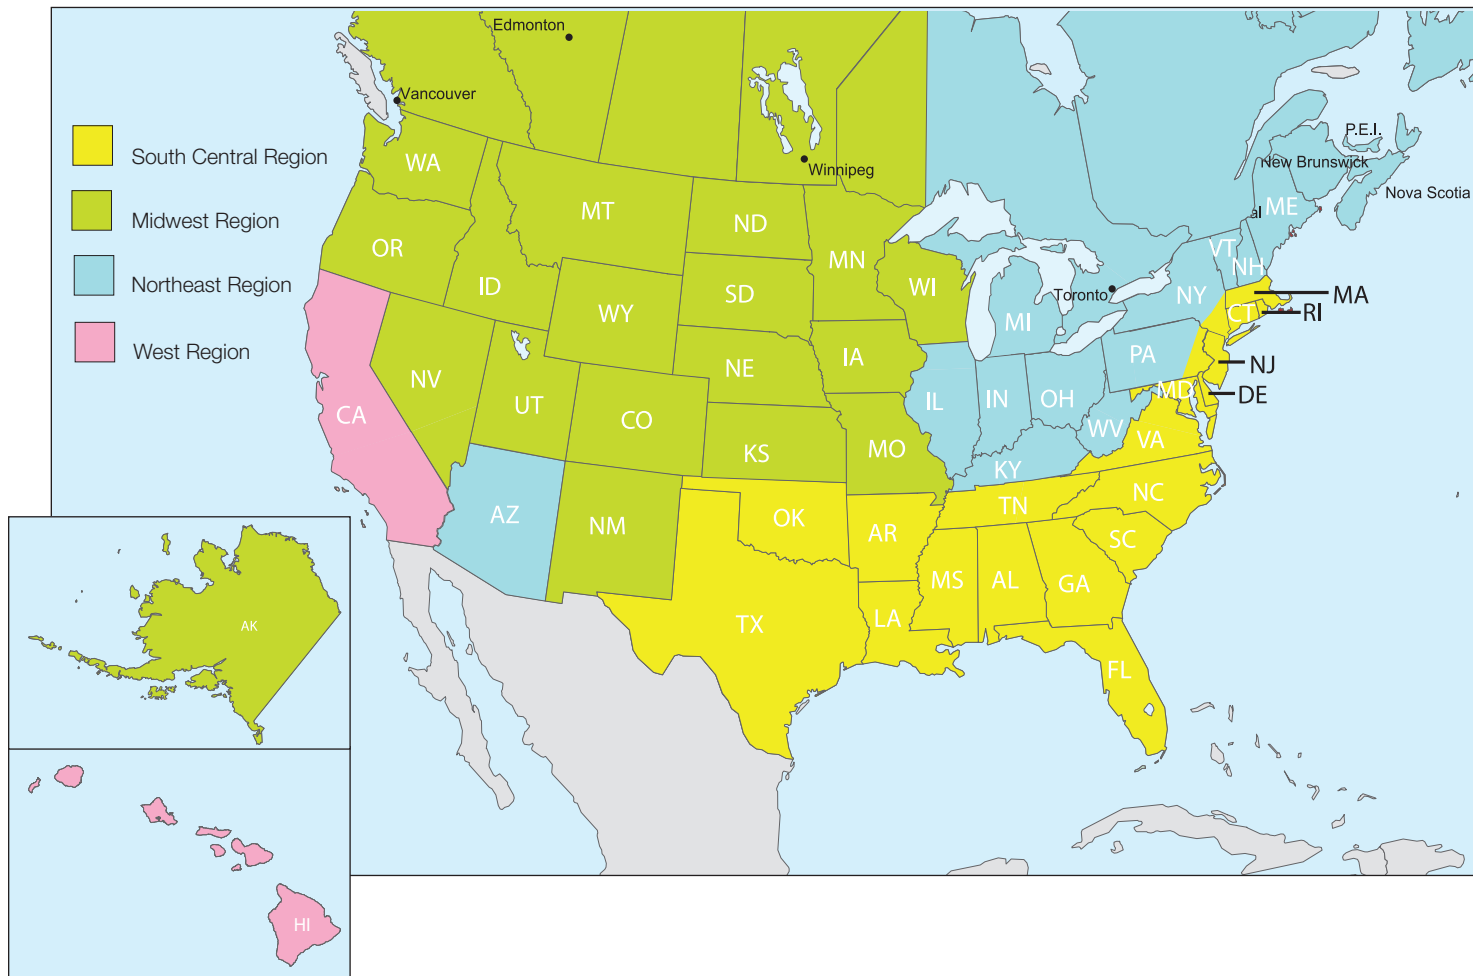 Edmonton
Vancouver
Winnipeg
P.E.I.
New Brunswick
Nova Scotia
al
Toronto
South Central Region
Midwest Region
Northeast Region
West Region
WA
MT
ND
MN
OR
ID
WY
SD
WI
MI
NY
VT
NH
ME
MA
CT
RI
NV
UT
CO
NE
IA
IL
IN
OH
PA
NJ
MD
DE
CA
KS
MO
KY
WV
VA
AZ
NM
OK
AR
TN
NC
SC
TX
LA
MS
AL
GA
FL
AK
HI